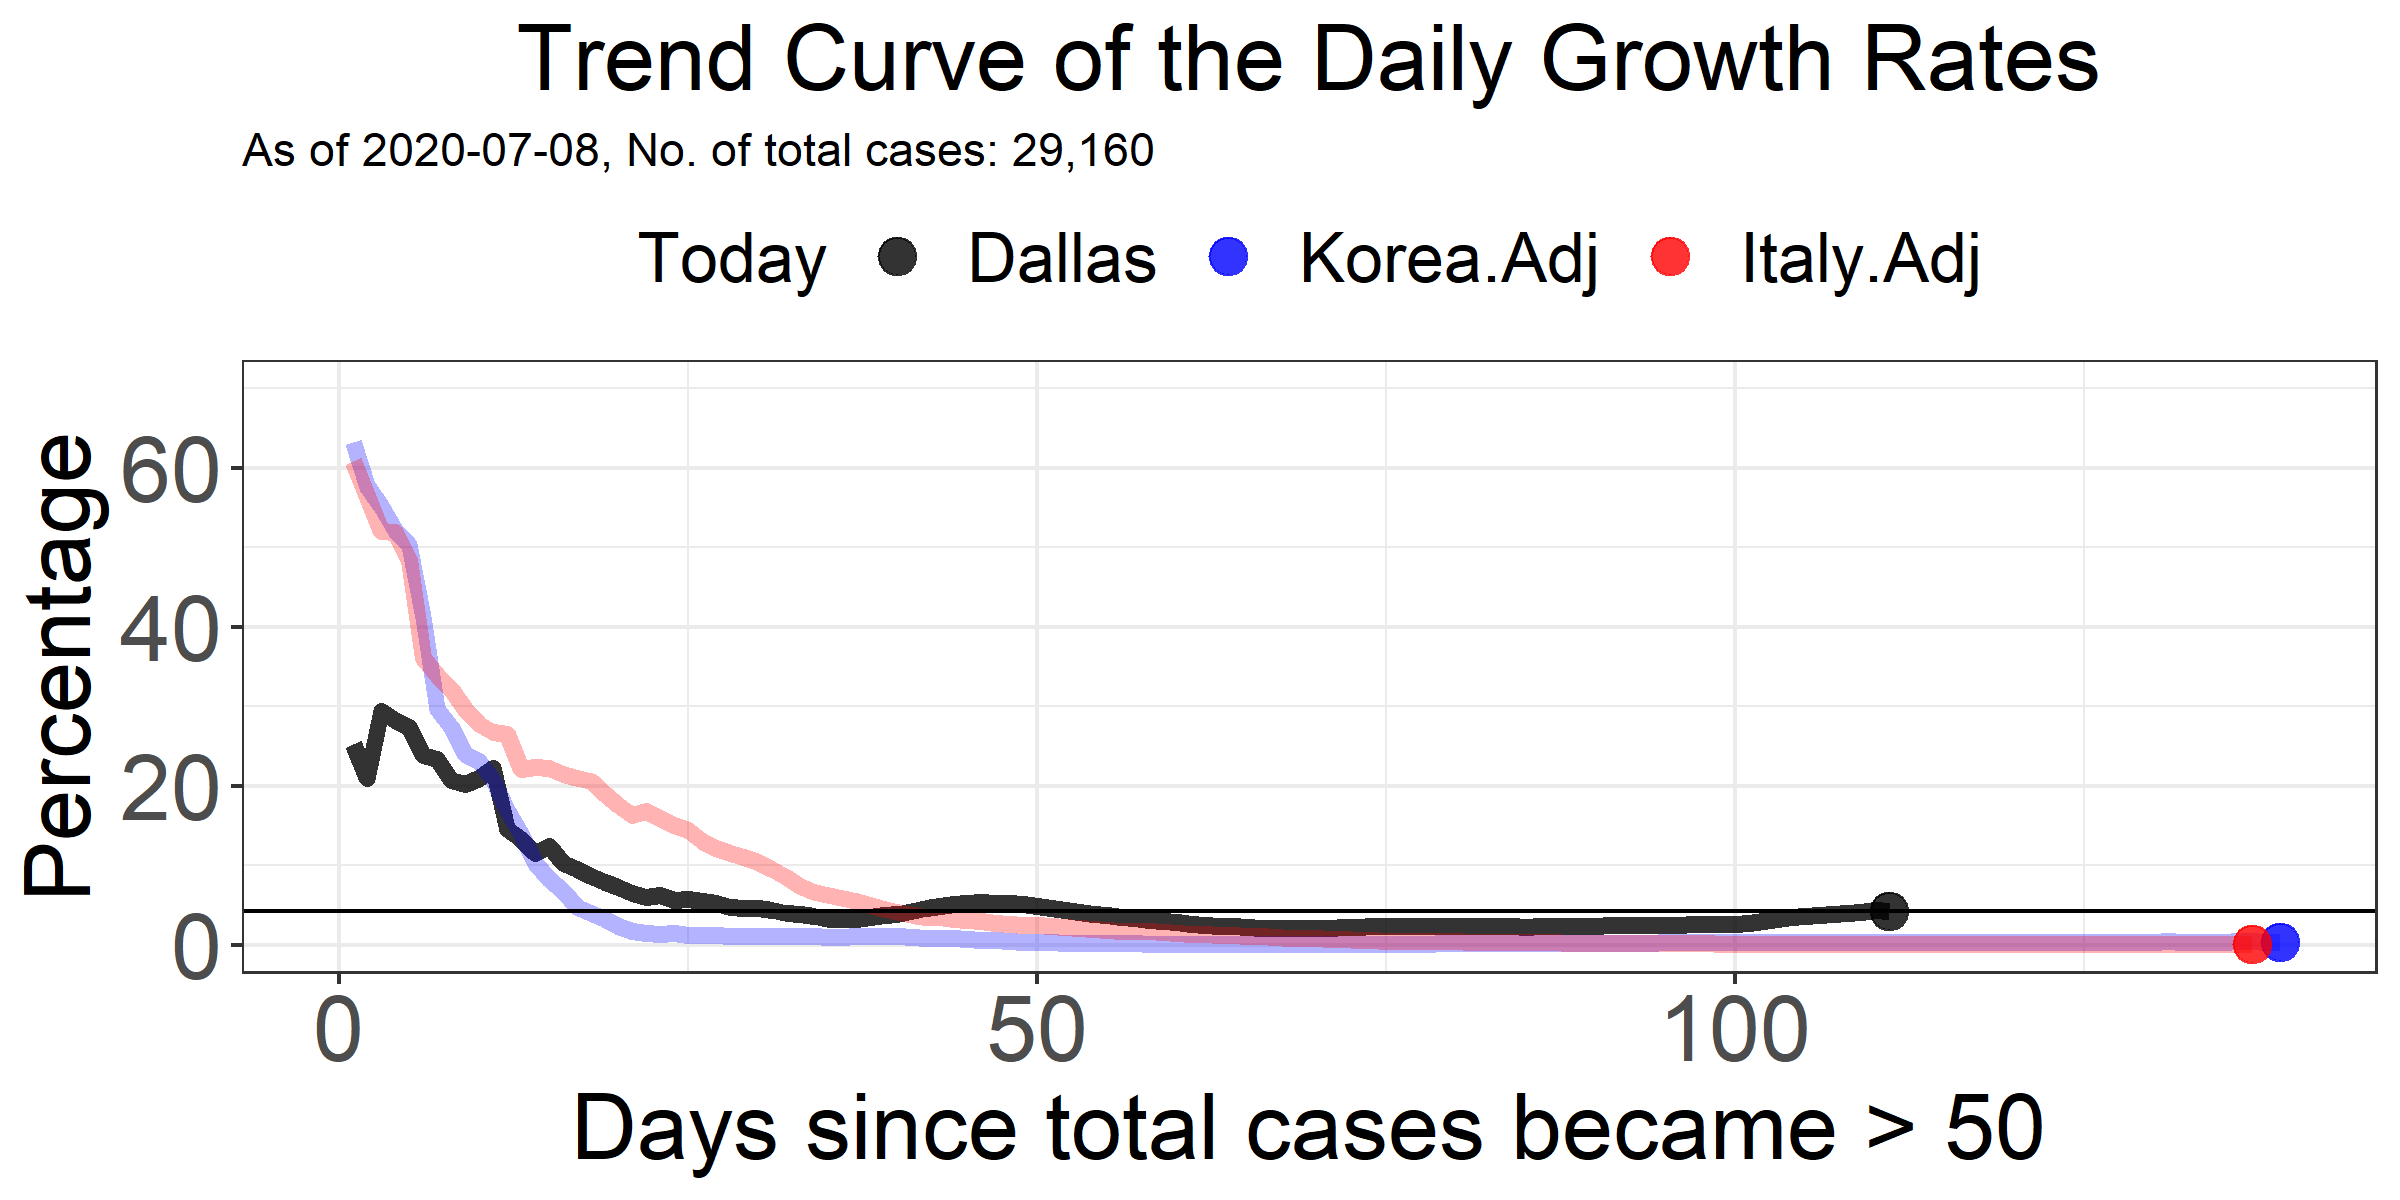 Trend Curve of the Daily Growth Rates
As of 2020-07-08, No. of total cases: 29,160
Today Dallas Korea.Adj Italy.Adj
Percentage
60
40
20
0
0 50 100
Days since total cases became > 50